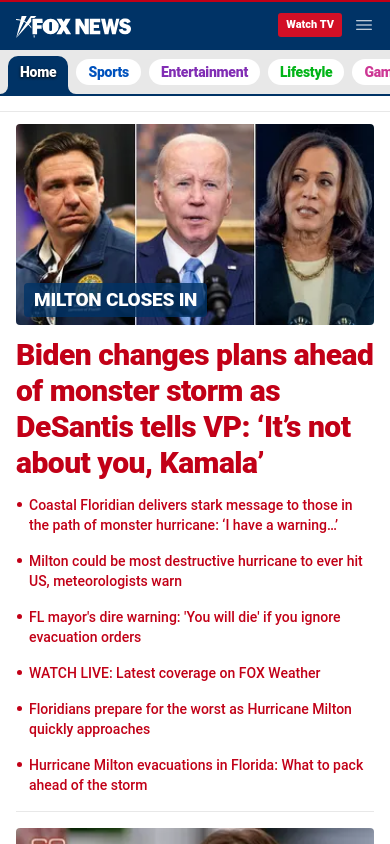 FOX NEWS
Watch TV
Home
Sports
Entertainment
Lifestyle
Gam
MILTON CLOSES IN
Biden changes plans ahead
of monster storm as
DeSantis tells VP: ‘It’s not
about you, Kamala’
• Coastal Floridian delivers stark message to those in
the path of monster hurricane: ‘I have a warning...’
• Milton could be most destructive hurricane to ever hit
US, meteorologists warn
• FL mayor's dire warning: 'You will die' if you ignore
evacuation orders
• WATCH LIVE: Latest coverage on FOX Weather
• Floridians prepare for the worst as Hurricane Milton
quickly approaches
• Hurricane Milton evacuations in Florida: What to pack
ahead of the storm